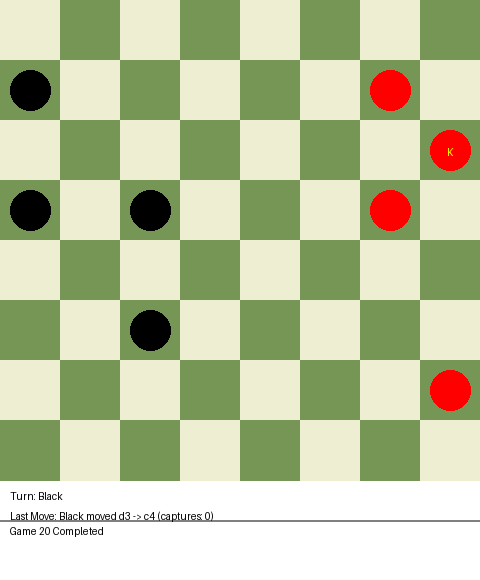 K
Turn: Black
Last Move: Black moved d3 -> c4 (captures: 0)
Game 20 Completed